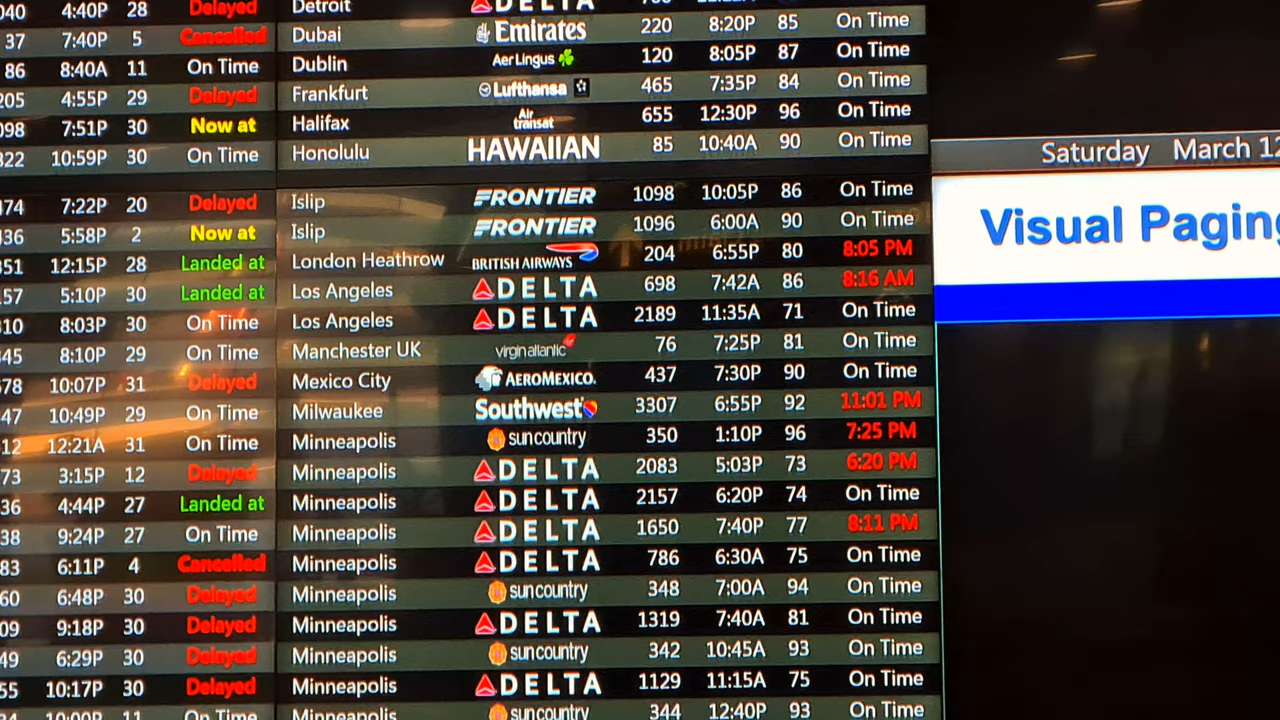 040 4:40P 28 Delayed
37 7:40P 5 Cancelled
86 8:40A 11 On Time
205 4:55P 29 Delayed
098 7:51P 30 Now at
322 10:59P 30 On Time
474 7:22P 20 Delayed
436 5:58P 2 Now at
351 12:15P 28 Landed at
157 5:10P 30 Landed at
10 8:03P 30 On Time
45 8:10P 29 On Time
578 10:07P 31 Delayed
47 10:49P 29 On Time
12 12:21A 31 On Time
73 3:15P 12 Delayed
36 4:44P 27 Landed at
38 9:24P 27 On Time
83 6:11P 4 Cancelled
60 6:48P 30 Delayed
09 9:18P 30 Delayed
49 6:29P 30 Delayed
55 10:17P 30 Delayed
10:00P 11 On Time
Detroit DELTA
Dubai Emirates 220 8:20P 85 On Time
Dublin Aer Lingus 120 8:05P 87 On Time
Frankfurt Lufthansa 465 7:35P 84 On Time
Halifax Air transat 655 12:30P 96 On Time
Honolulu HAWAIIAN 85 10:40A 90 On Time
Islip FRONTIER 1098 10:05P 86 On Time
Islip FRONTIER 1096 6:00A 90 On Time
London Heathrow BRITISH AIRWAYS 204 6:55P 80 8:05 PM
Los Angeles DELTA 698 7:42A 86 8:16 AM
Los Angeles DELTA 2189 11:35A 71 On Time
Manchester UK virgin atlantic 76 7:25P 81 On Time
Mexico City AEROMEXICO. 437 7:30P 90 On Time
Milwaukee Southwest 3307 6:55P 92 11:01 PM
Minneapolis sun country 350 1:10P 96 7:25 PM
Minneapolis DELTA 2083 5:03P 73 6:20 PM
Minneapolis DELTA 2157 6:20P 74 On Time
Minneapolis DELTA 1650 7:40P 77 8:11 PM
Minneapolis DELTA 786 6:30A 75 On Time
Minneapolis sun country 348 7:00A 94 On Time
Minneapolis DELTA 1319 7:40A 81 On Time
Minneapolis sun country 342 10:45A 93 On Time
Minneapolis DELTA 1129 11:15A 75 On Time
Minneapolis sun country 344 12:40P 93 On Time
Saturday March 12
Visual Paging